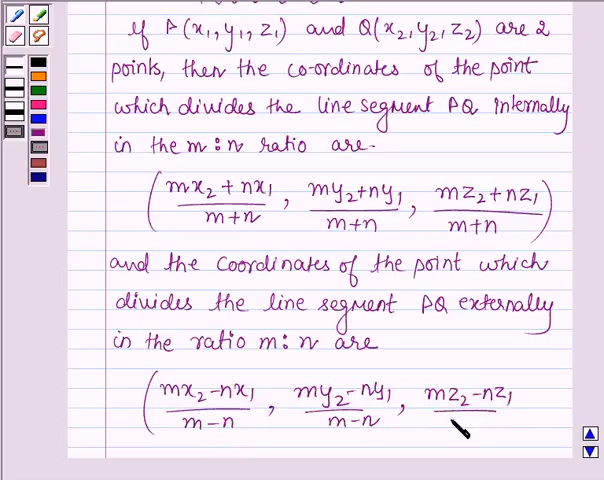 If P(x₁, y₁, z₁) and Q(x₂, y₂, z₂) are 2
points, then the co-ordinates of the point
which divides the line segment PQ internally
in the m:n ratio are
(mx₂+nx₁/m+n, my₂+ny₁/m+n, mz₂+nz₁/m+n)
and the coordinates of the point which
divides the line segment PQ externally
in the ratio m:n are
(mx₂-nx₁/m-n, my₂-ny₁/m-n, mz₂-nz₁/